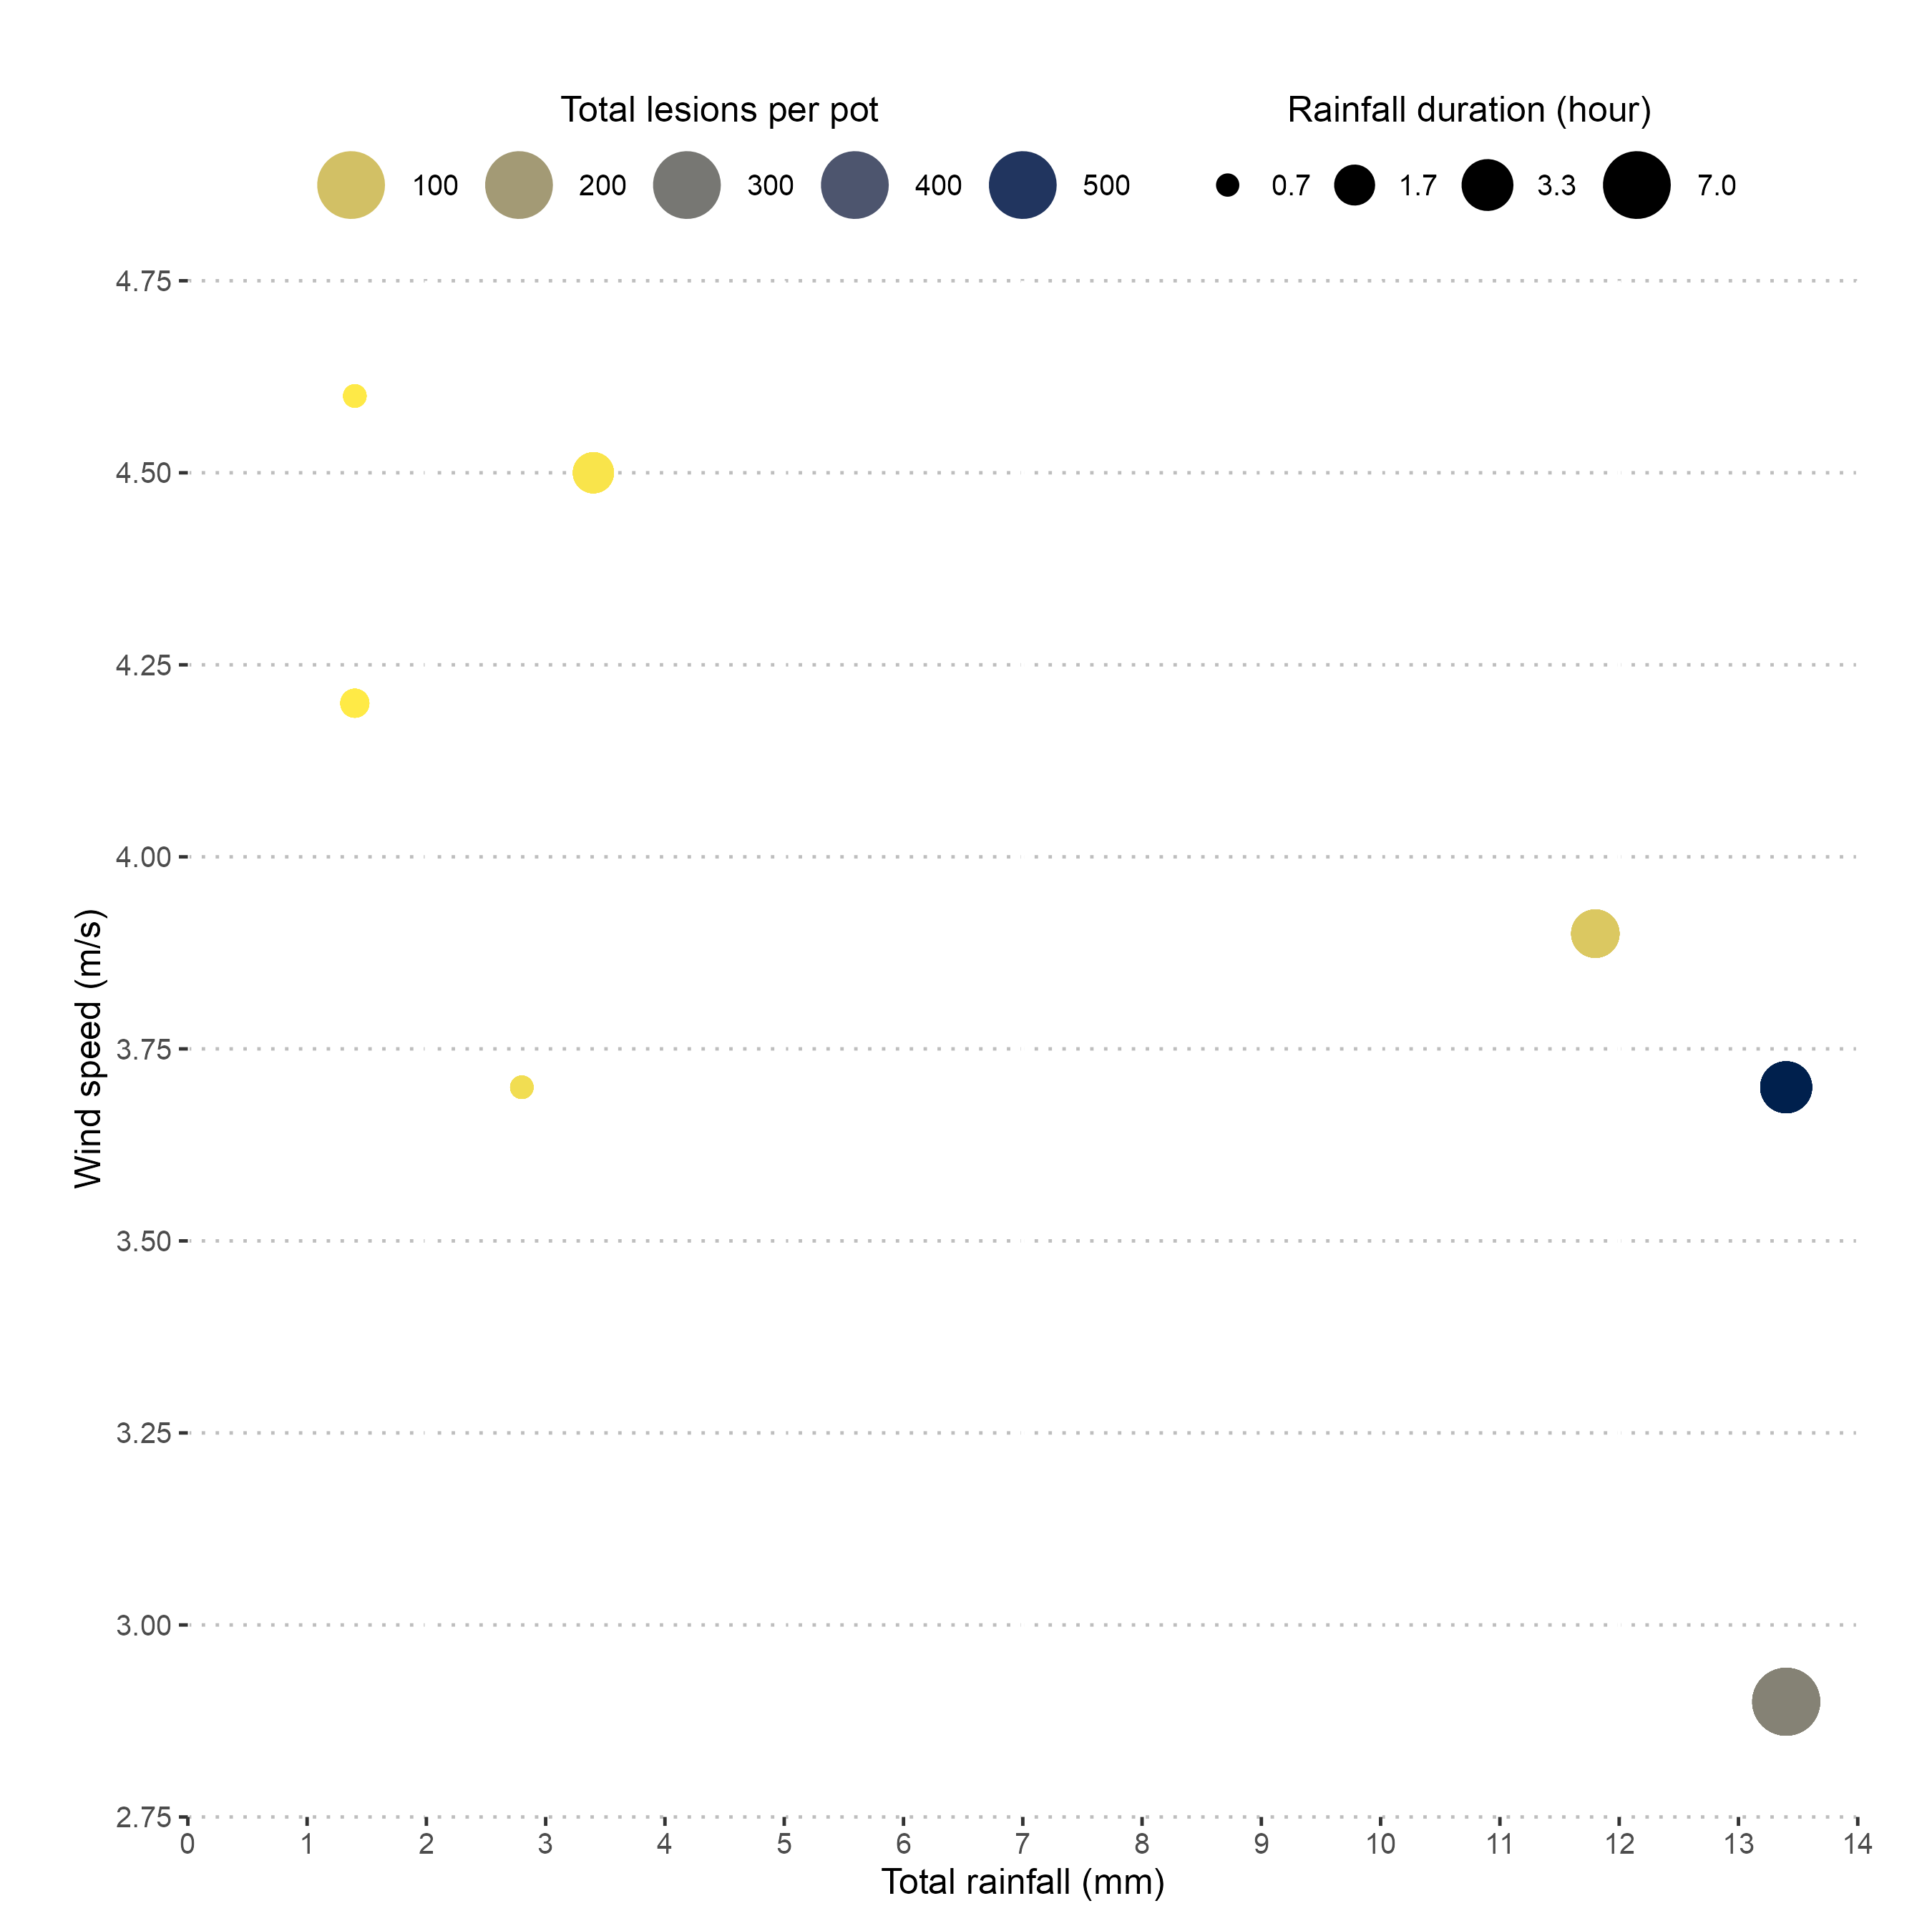 Total lesions per pot
Rainfall duration (hour)
100 200 300 400 500
0.7 1.7 3.3 7.0
4.75
4.50
4.25
4.00
3.75
3.50
3.25
3.00
2.75
Wind speed (m/s)
0 1 2 3 4 5 6 7 8 9 10 11 12 13 14
Total rainfall (mm)